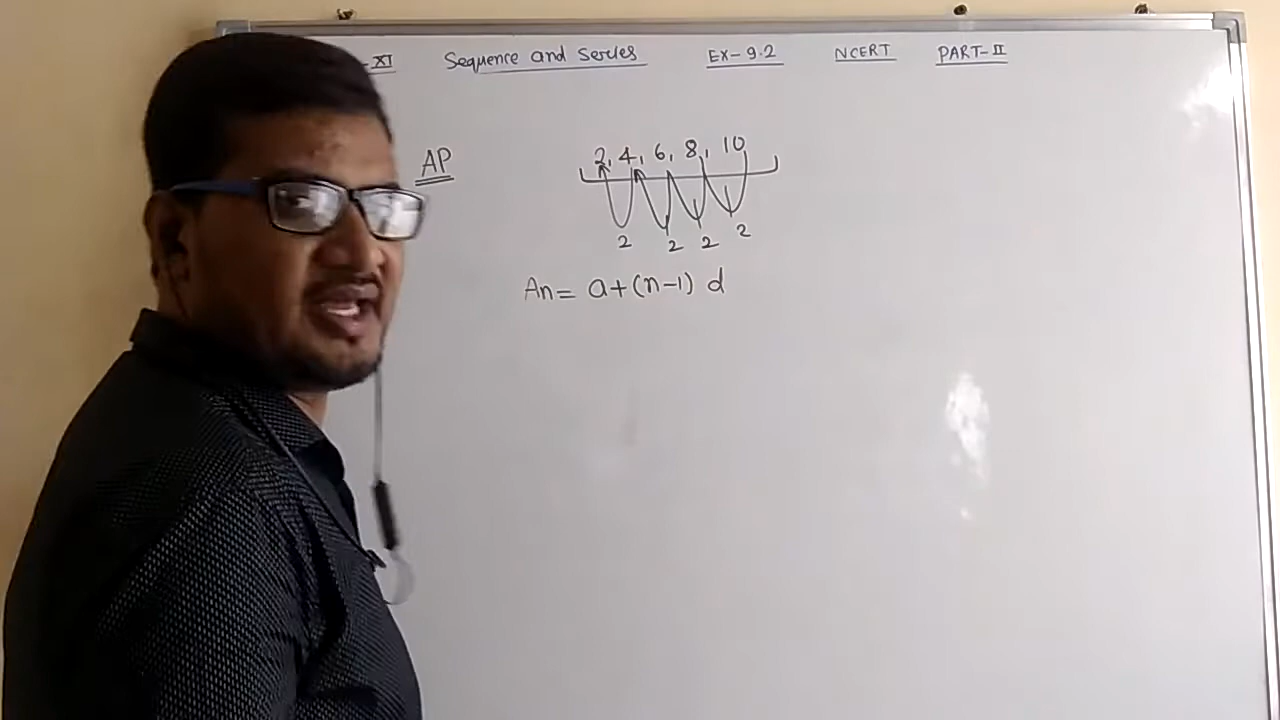 -XI Sequence and Series EX-9.2 NCERT PART-II
AP
2, 4, 6, 8, 10
2 2 2 2
An= a+(n-1) d